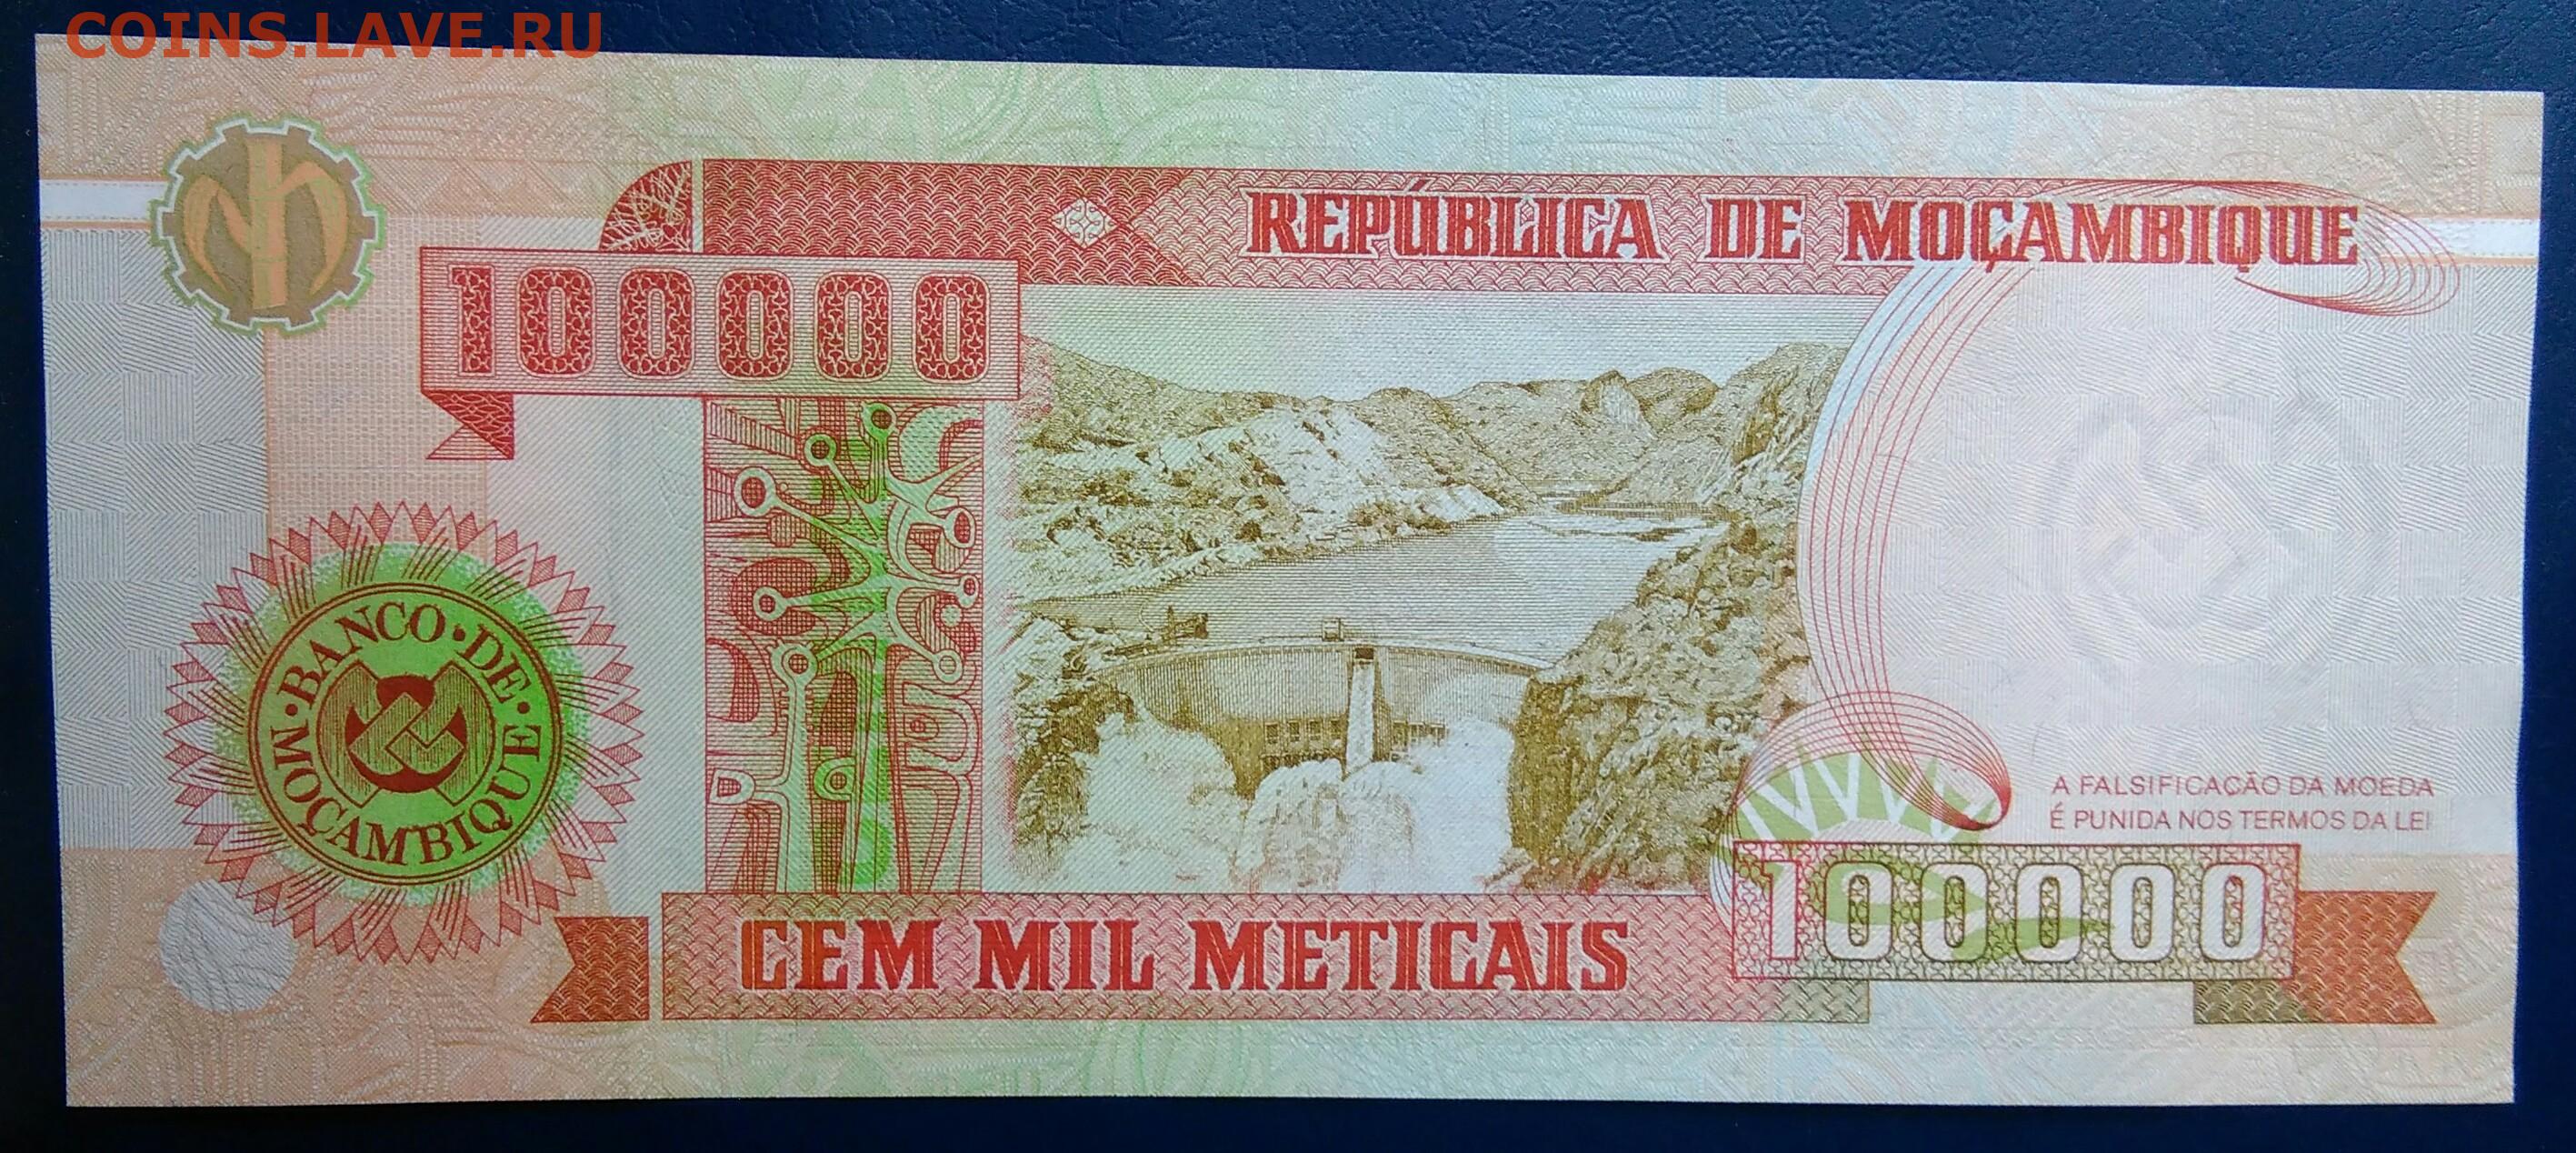 COINS.LAVE.RU
REPÚBLICA DE MOÇAMBIQUE
100000
BANCO · DE · MOÇAMBIQUE ·
A FALSIFICAÇÃO DA MOEDA
É PUNIDA NOS TERMOS DA LEI
100000
CEM MIL METICAIS